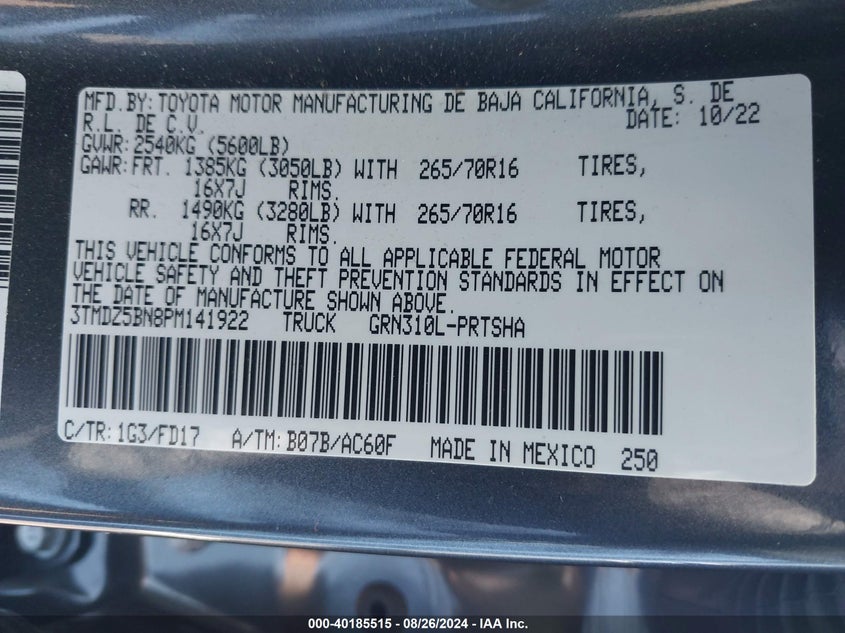 MFD.BY: TOYOTA MOTOR MANUFACTURING DE BAJA CALIFORNIA, S. DE
R.L. DE C.V. DATE: 10/22
GVWR: 2540KG (5600LB)
GAWR: FRT. 1385KG (3050LB) WITH 265/70R16 TIRES,
16X7J RIMS.
RR. 1490KG (3280LB) WITH 265/70R16 TIRES,
16X7J RIMS.
THIS VEHICLE CONFORMS TO ALL APPLICABLE FEDERAL MOTOR
VEHICLE SAFETY AND THEFT PREVENTION STANDARDS IN EFFECT ON
THE DATE OF MANUFACTURE SHOWN ABOVE.
3TMDZ5BN8PM141922 TRUCK GRN310L-PRTSHA
C/TR: 1G3/FD17 A/TM: B07B/AC60F MADE IN MEXICO 250
000-40185515 - 08/26/2024 - IAA Inc.